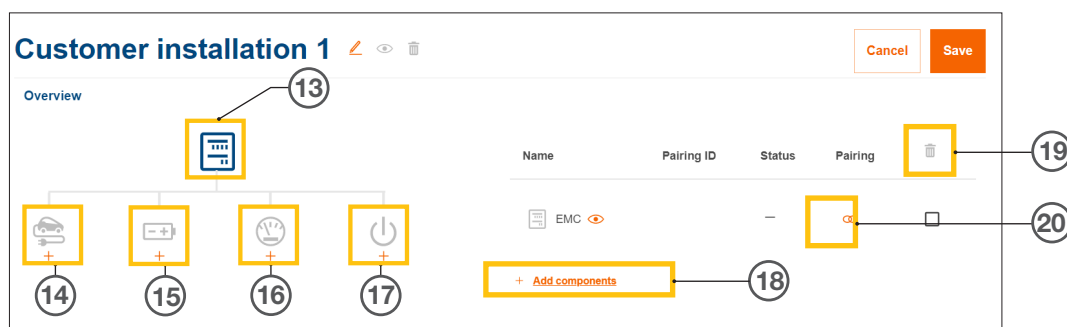 Customer installation 1
Cancel
Save
Overview
13
Name Pairing ID Status Pairing
19
EMC
–
20
+ + + +
+ Add components
14 15 16 17 18